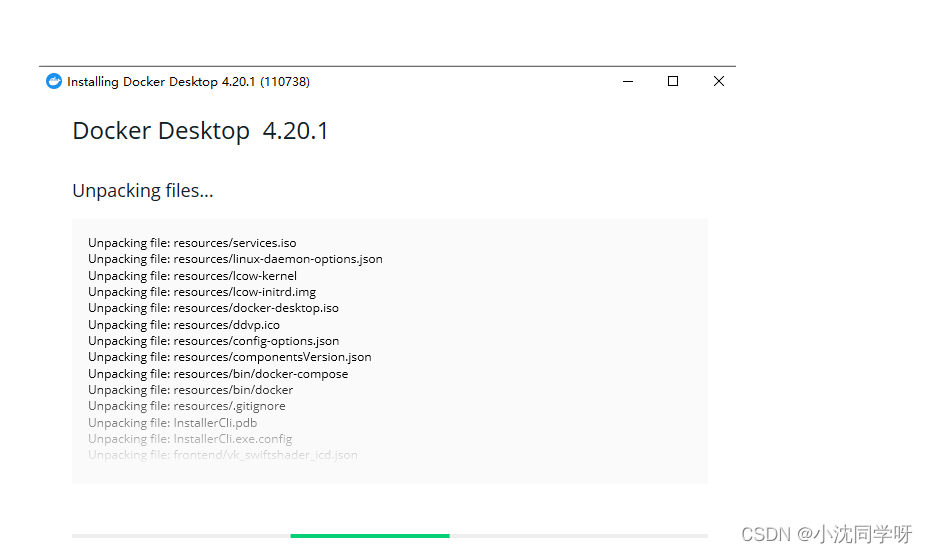 Installing Docker Desktop 4.20.1 (110738)
Docker Desktop 4.20.1
Unpacking files...
Unpacking file: resources/services.iso
Unpacking file: resources/linux-daemon-options.json
Unpacking file: resources/lcow-kernel
Unpacking file: resources/lcow-initrd.img
Unpacking file: resources/docker-desktop.iso
Unpacking file: resources/ddvp.ico
Unpacking file: resources/config-options.json
Unpacking file: resources/componentsVersion.json
Unpacking file: resources/bin/docker-compose
Unpacking file: resources/bin/docker
Unpacking file: resources/.gitignore
Unpacking file: InstallerCli.pdb
Unpacking file: InstallerCli.exe.config
Unpacking file: frontend/vk_swiftshader_icd.json
CSDN @小沈同学呀